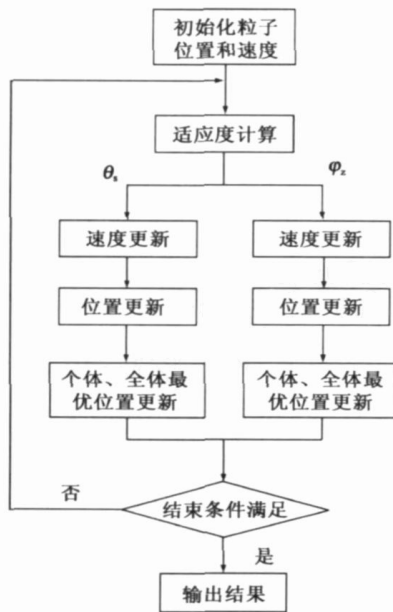 初始化粒子
位置和速度
适应度计算
θs
φz
速度更新
速度更新
位置更新
位置更新
个体、全体最
优位置更新
个体、全体最
优位置更新
否
结束条件满足
是
输出结果